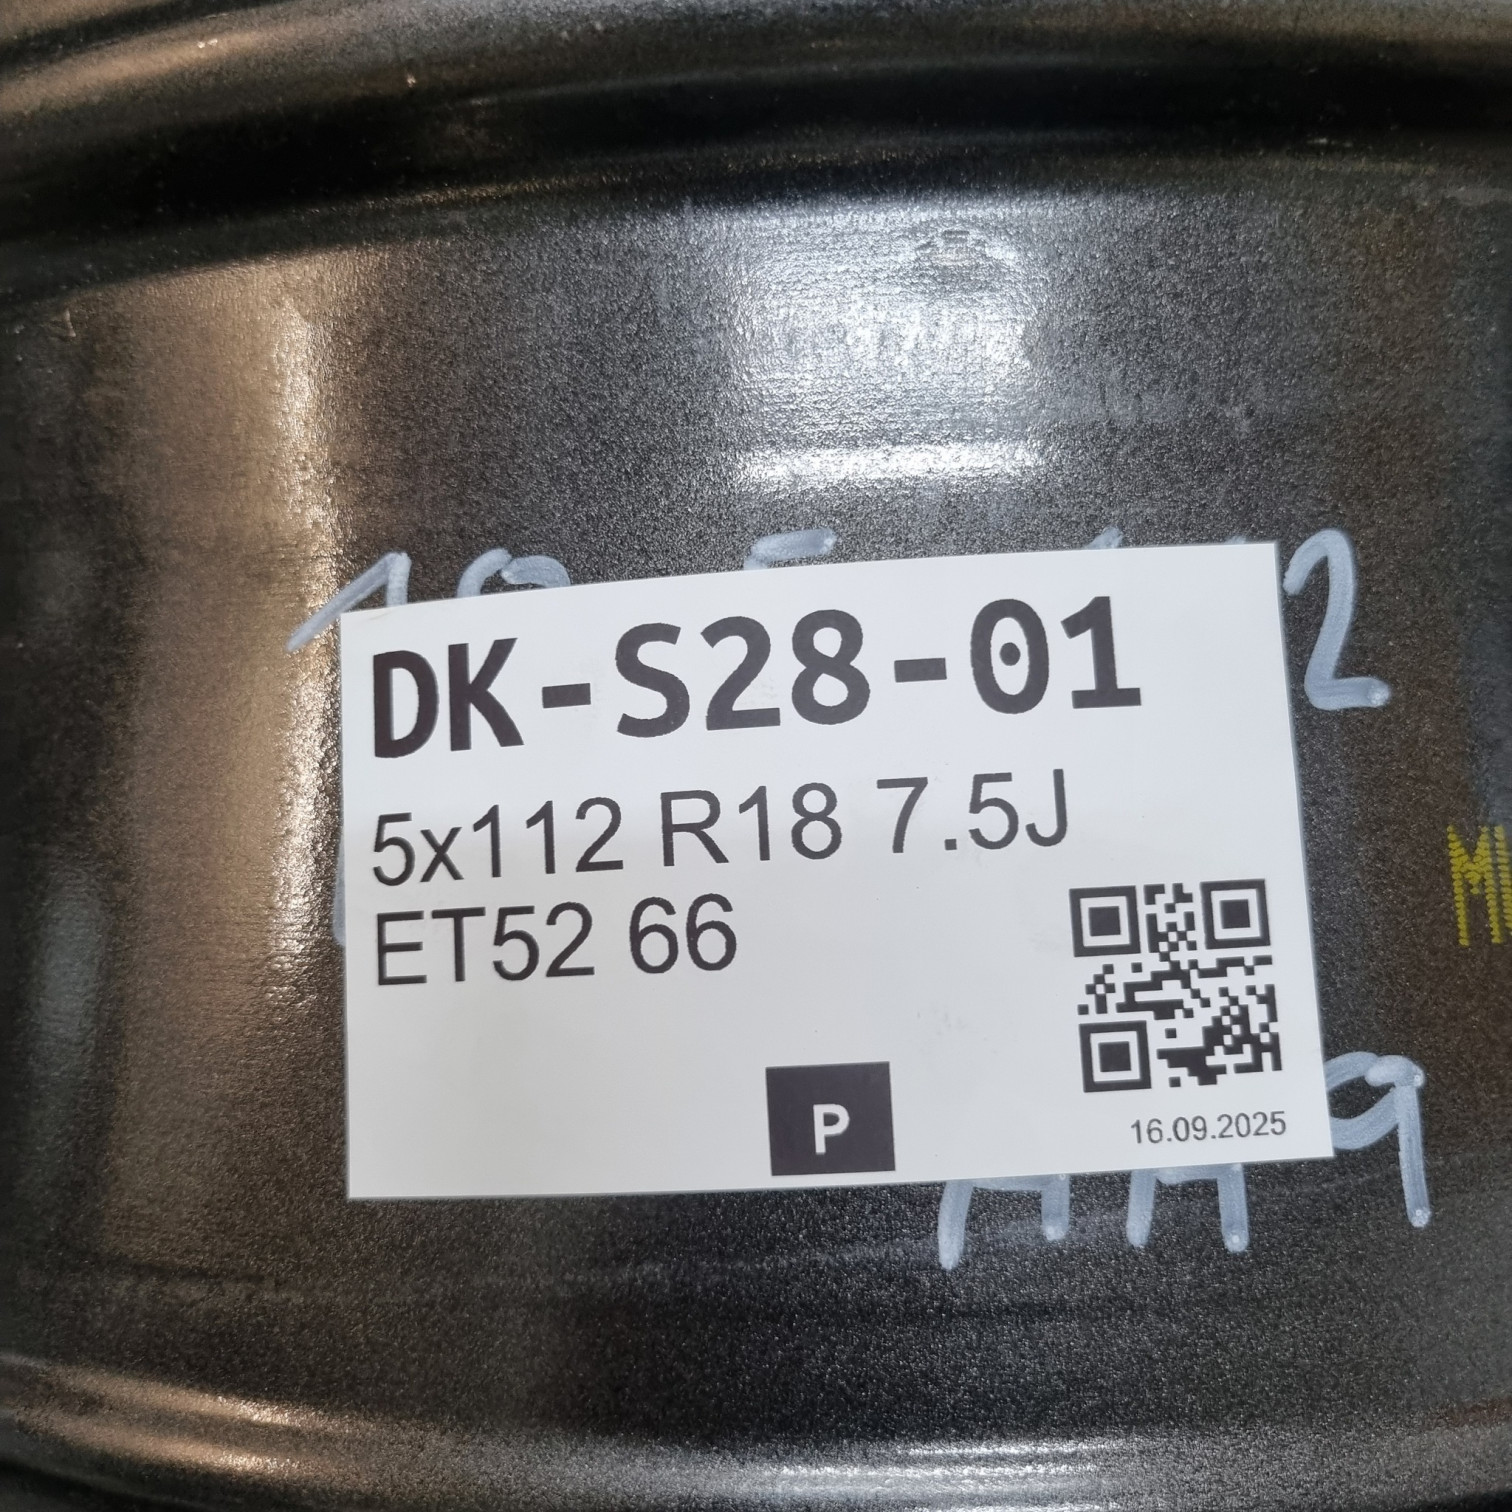 DK-S28-01
5x112 R18 7.5J
ET52 66
P
16.09.2025